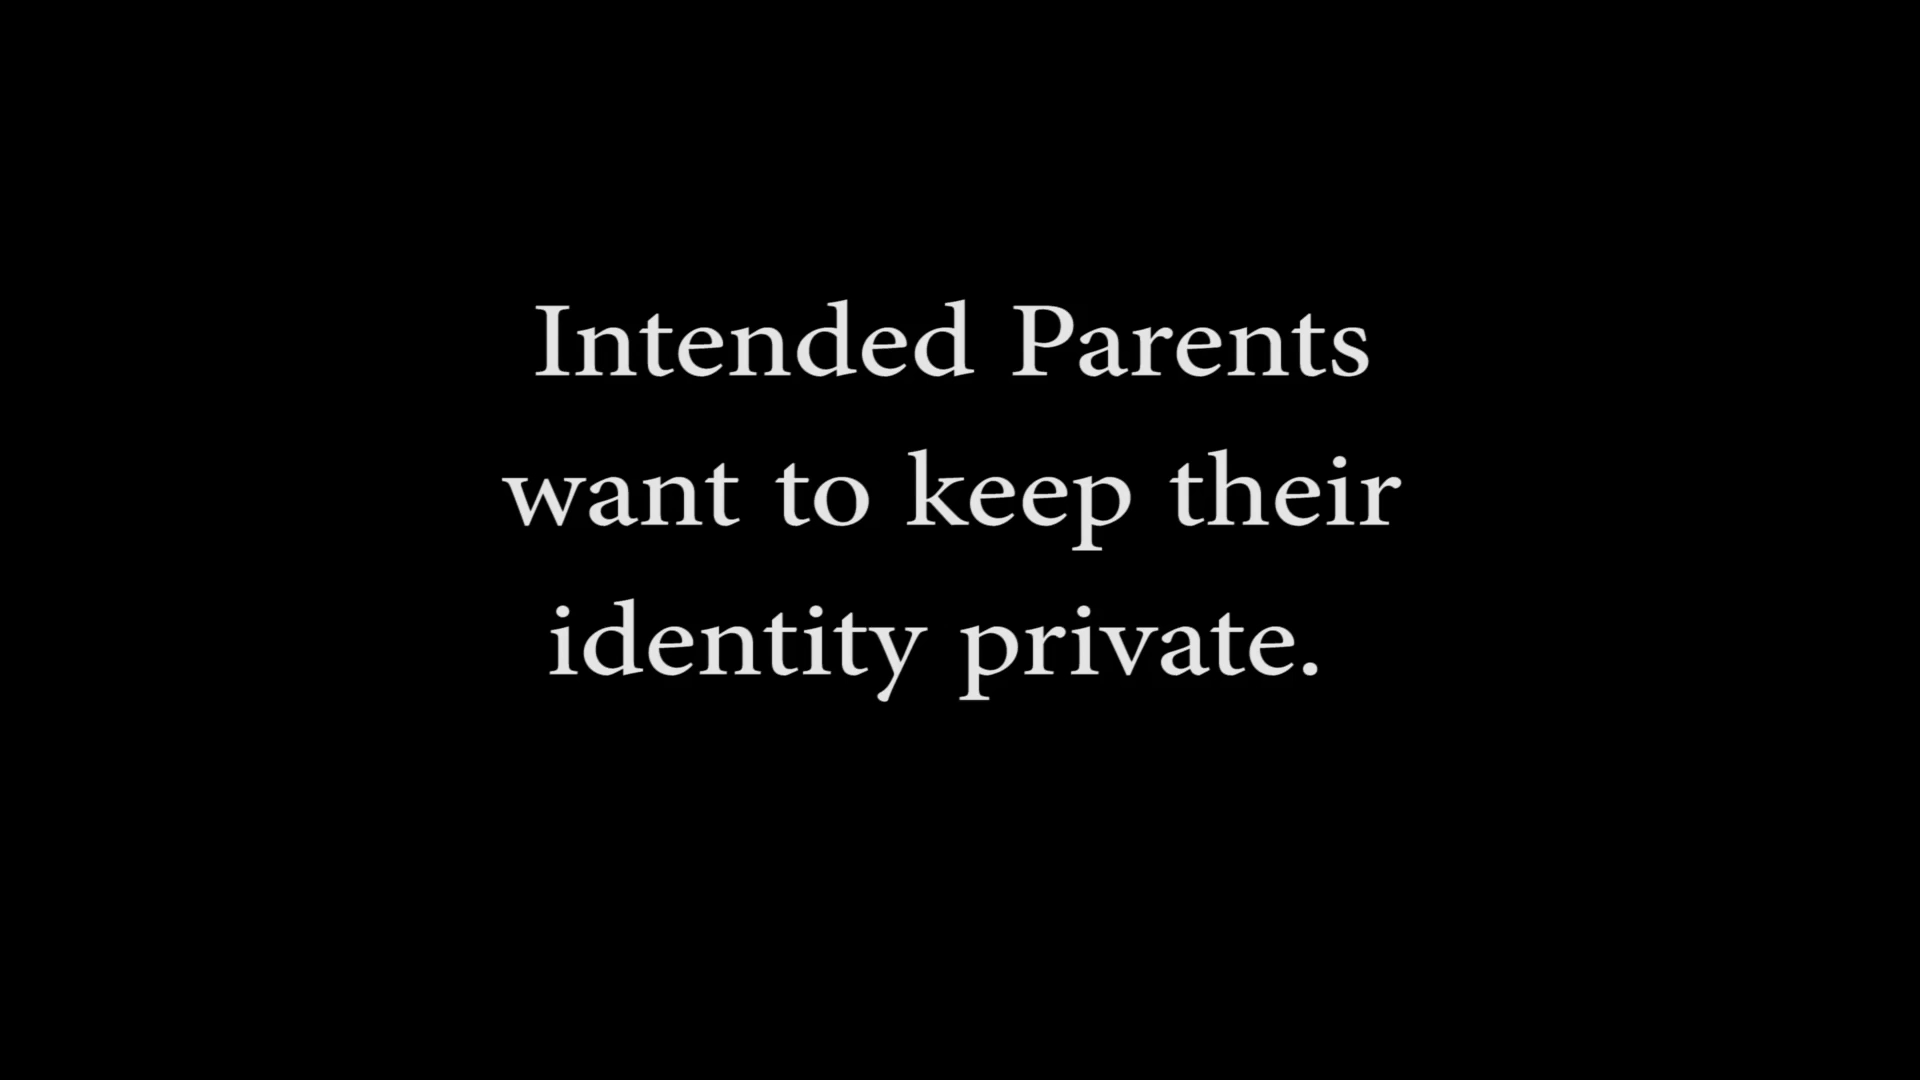 Intended Parents
want to keep their
identity private.